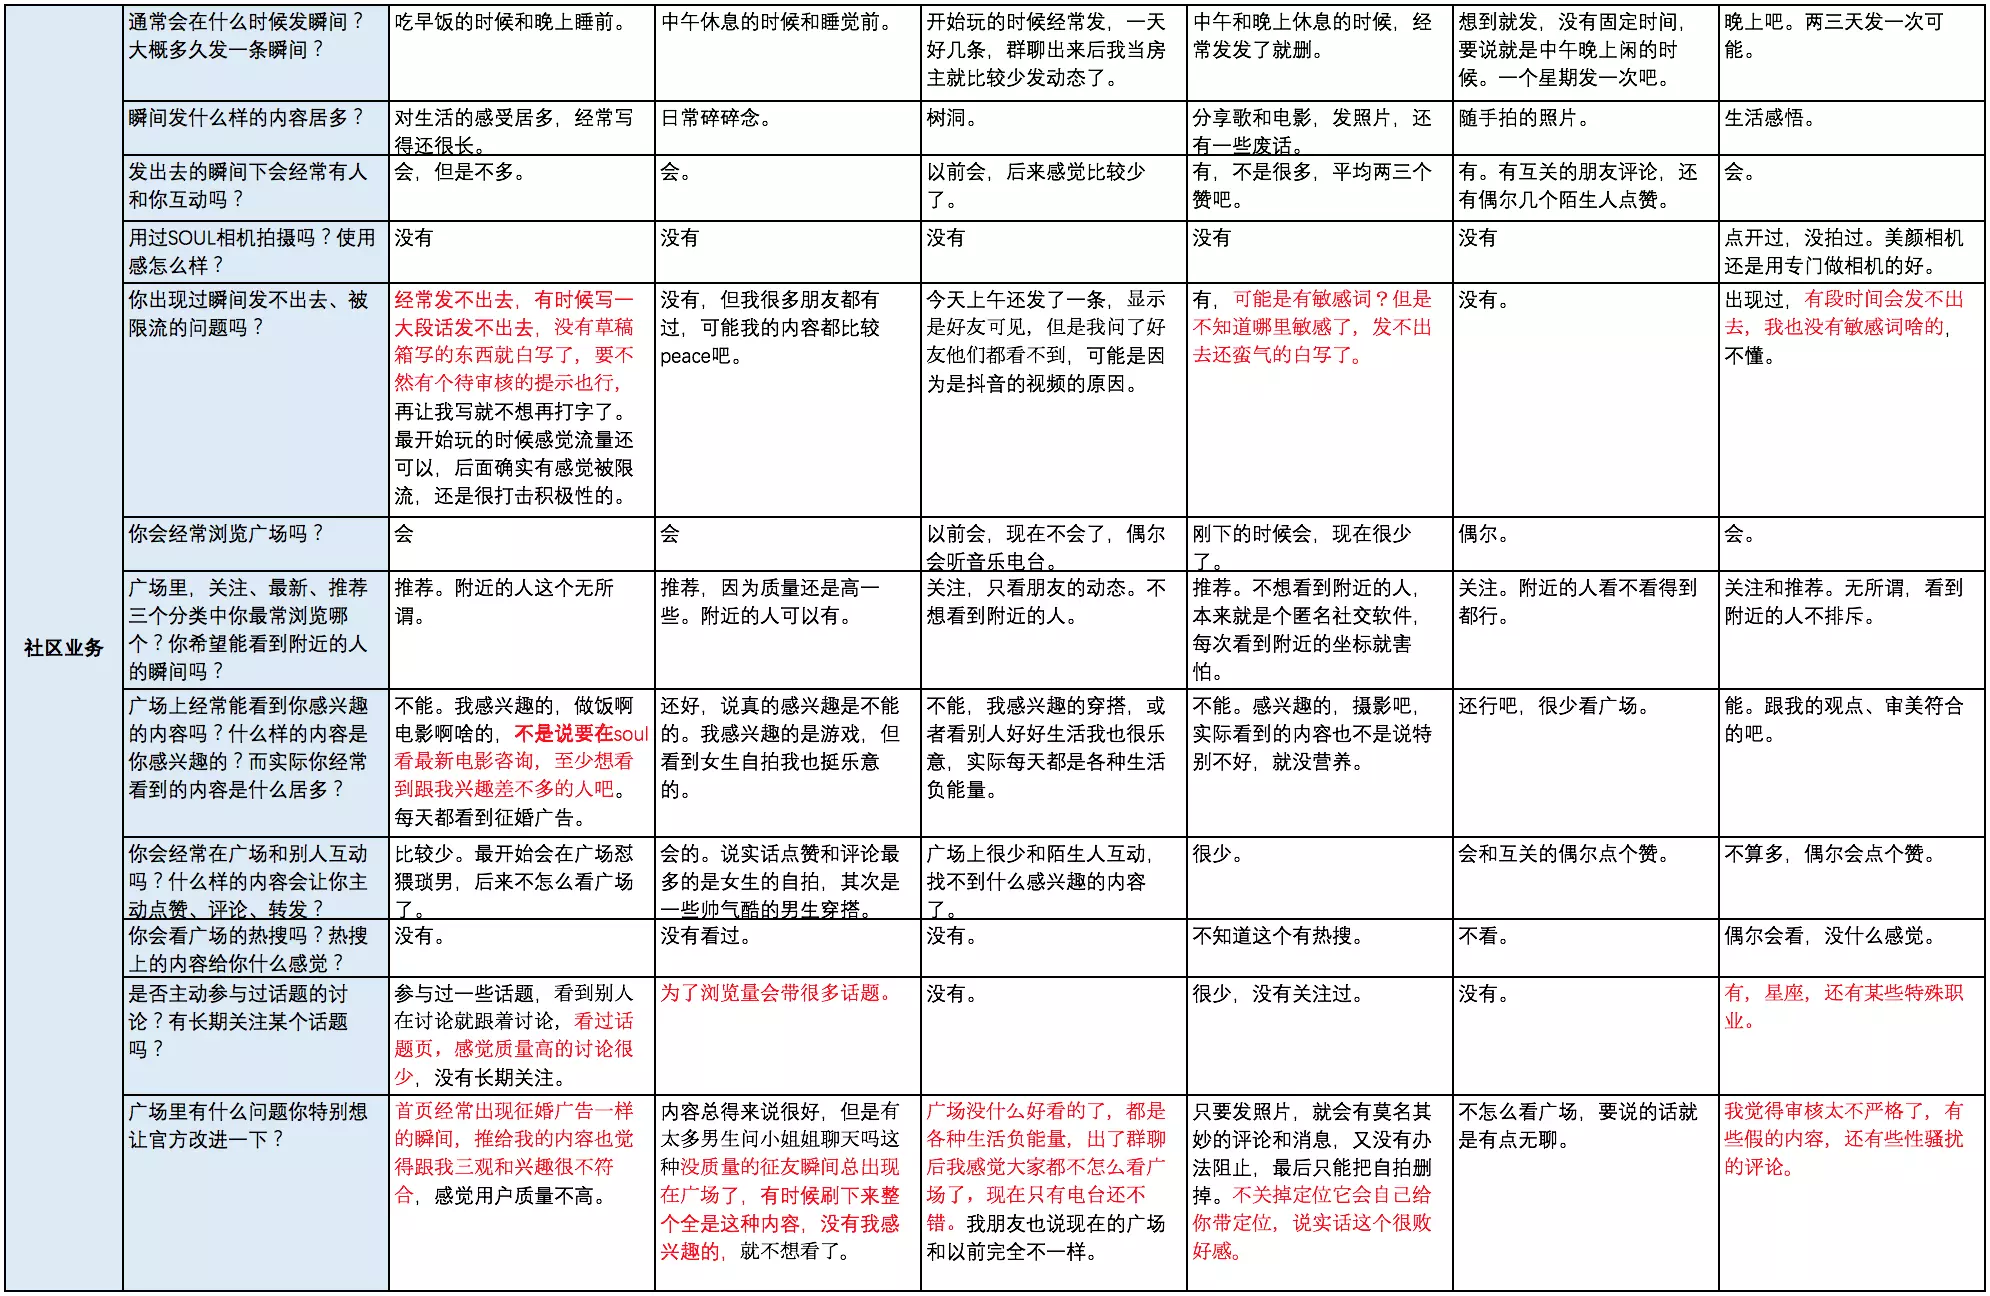 社区业务
通常会在什么时候发瞬间？
大概多久发一条瞬间？
吃早饭的时候和晚上睡前。
中午休息的时候和睡觉前。
开始玩的时候经常发，一天
好几条，群聊出来后我当房
主就比较少发动态了。
中午和晚上休息的时候，经
常发发了就删。
想到就发，没有固定时间，
要说就是中午晚上闲的时
候。一个星期发一次吧。
晚上吧。两三天发一次可
能。
瞬间发什么样的内容居多？
对生活的感受居多，经常写
得还很长。
日常碎碎念。
树洞。
分享歌和电影，发照片，还
有一些废话。
随手拍的照片。
生活感悟。
发出去的瞬间下会经常有人
和你互动吗？
会，但是不多。
会。
以前会，后来感觉比较少
了。
有，不是很多，平均两三个
赞吧。
有。有互关的朋友评论，还
有偶尔几个陌生人点赞。
会。
用过SOUL相机拍摄吗？使用
感怎么样？
没有
没有
没有
没有
没有
点开过，没拍过。美颜相机
还是用专门做相机的好。
你出现过瞬间发不出去、被
限流的问题吗？
经常发不出去，有时候写一
大段话发不出去，没有草稿
箱写的东西就白写了，要不
然有个待审核的提示也行，
再让我写就不想再打字了。
最开始玩的时候感觉流量还
可以，后面确实有感觉被限
流，还是很打击积极性的。
没有，但我很多朋友都有
过，可能我的内容都比较
peace吧。
今天上午还发了一条，显示
是好友可见，但是我问了好
友他们都看不到，可能是因
为是抖音的视频的原因。
有，可能是有敏感词？但是
不知道哪里敏感了，发不出
去还蛮气的白写了。
没有。
出现过，有段时间会发不出
去，我也没有敏感词啥的，
不懂。
你会经常浏览广场吗？
会
会
以前会，现在不会了，偶尔
会听音乐电台。
刚下的时候会，现在很少
了。
偶尔。
会。
广场里，关注、最新、推荐
三个分类中你最常浏览哪
个？你希望能看到附近的人
的瞬间吗？
推荐。附近的人这个无所
谓。
推荐，因为质量还是高一
些。附近的人可以有。
关注，只看朋友的动态。不
想看到附近的人。
推荐。不想看到附近的人，
本来就是个匿名社交软件，
每次看到附近的坐标就害
怕。
关注。附近的人看不看得到
都行。
关注和推荐。无所谓，看到
附近的人不排斥。
广场上经常能看到你感兴趣
的内容吗？什么样的内容是
你感兴趣的？而实际你经常
看到的内容是什么居多？
不能。我感兴趣的，做饭啊
电影啊啥的，不是说要在soul
看最新电影咨询，至少想看
到跟我兴趣差不多的人吧。
每天都看到征婚广告。
还好，说真的感兴趣是不能
的。我感兴趣的是游戏，但
看到女生自拍我也挺乐意
的。
不能，我感兴趣的穿搭，或
者看别人好好生活我也很乐
意，实际每天都是各种生活
负能量。
不能。感兴趣的，摄影吧，
实际看到的内容也不是说特
别不好，就没营养。
还行吧，很少看广场。
能。跟我的观点、审美符合
的吧。
你会经常在广场和别人互动
吗？什么样的内容会让你主
动点赞、评论、转发？
比较少。最开始会在广场怼
猥琐男，后来不怎么看广场
了。
会的。说实话点赞和评论最
多的是女生的自拍，其次是
一些帅气酷的男生穿搭。
广场上很少和陌生人互动，
找不到什么感兴趣的内容
了。
很少。
会和互关的偶尔点个赞。
不算多，偶尔会点个赞。
你会看广场的热搜吗？热搜
上的内容给你什么感觉？
没有。
没有看过。
没有。
不知道这个有热搜。
不看。
偶尔会看，没什么感觉。
是否主动参与过话题的讨
论？有长期关注某个话题
吗？
参与过一些话题，看到别人
在讨论就跟着讨论，看过话
题页，感觉质量高的讨论很
少，没有长期关注。
为了浏览量会带很多话题。
没有。
很少，没有关注过。
没有。
有，星座，还有某些特殊职
业。
广场里有什么问题你特别想
让官方改进一下？
首页经常出现征婚广告一样
的瞬间，推给我的内容也觉
得跟我三观和兴趣很不符
合，感觉用户质量不高。
内容总得来说很好，但是有
太多男生问小姐姐聊天吗这
种没质量的征友瞬间总出现
在广场了，有时候刷下来整
个全是这种内容，没有我感
兴趣的，就不想看了。
广场没什么好看的了，都是
各种生活负能量，出了群聊
后我感觉大家都不怎么看广
场了，现在只有电台还不
错。我朋友也说现在的广场
和以前完全不一样。
只要发照片，就会有莫名其
妙的评论和消息，又没有办
法阻止，最后只能把自拍删
掉。不关掉定位它会自己给
你带定位，说实话这个很败
好感。
不怎么看广场，要说的话就
是有点无聊。
我觉得审核太不严格了，有
些假的内容，还有些性骚扰
的评论。